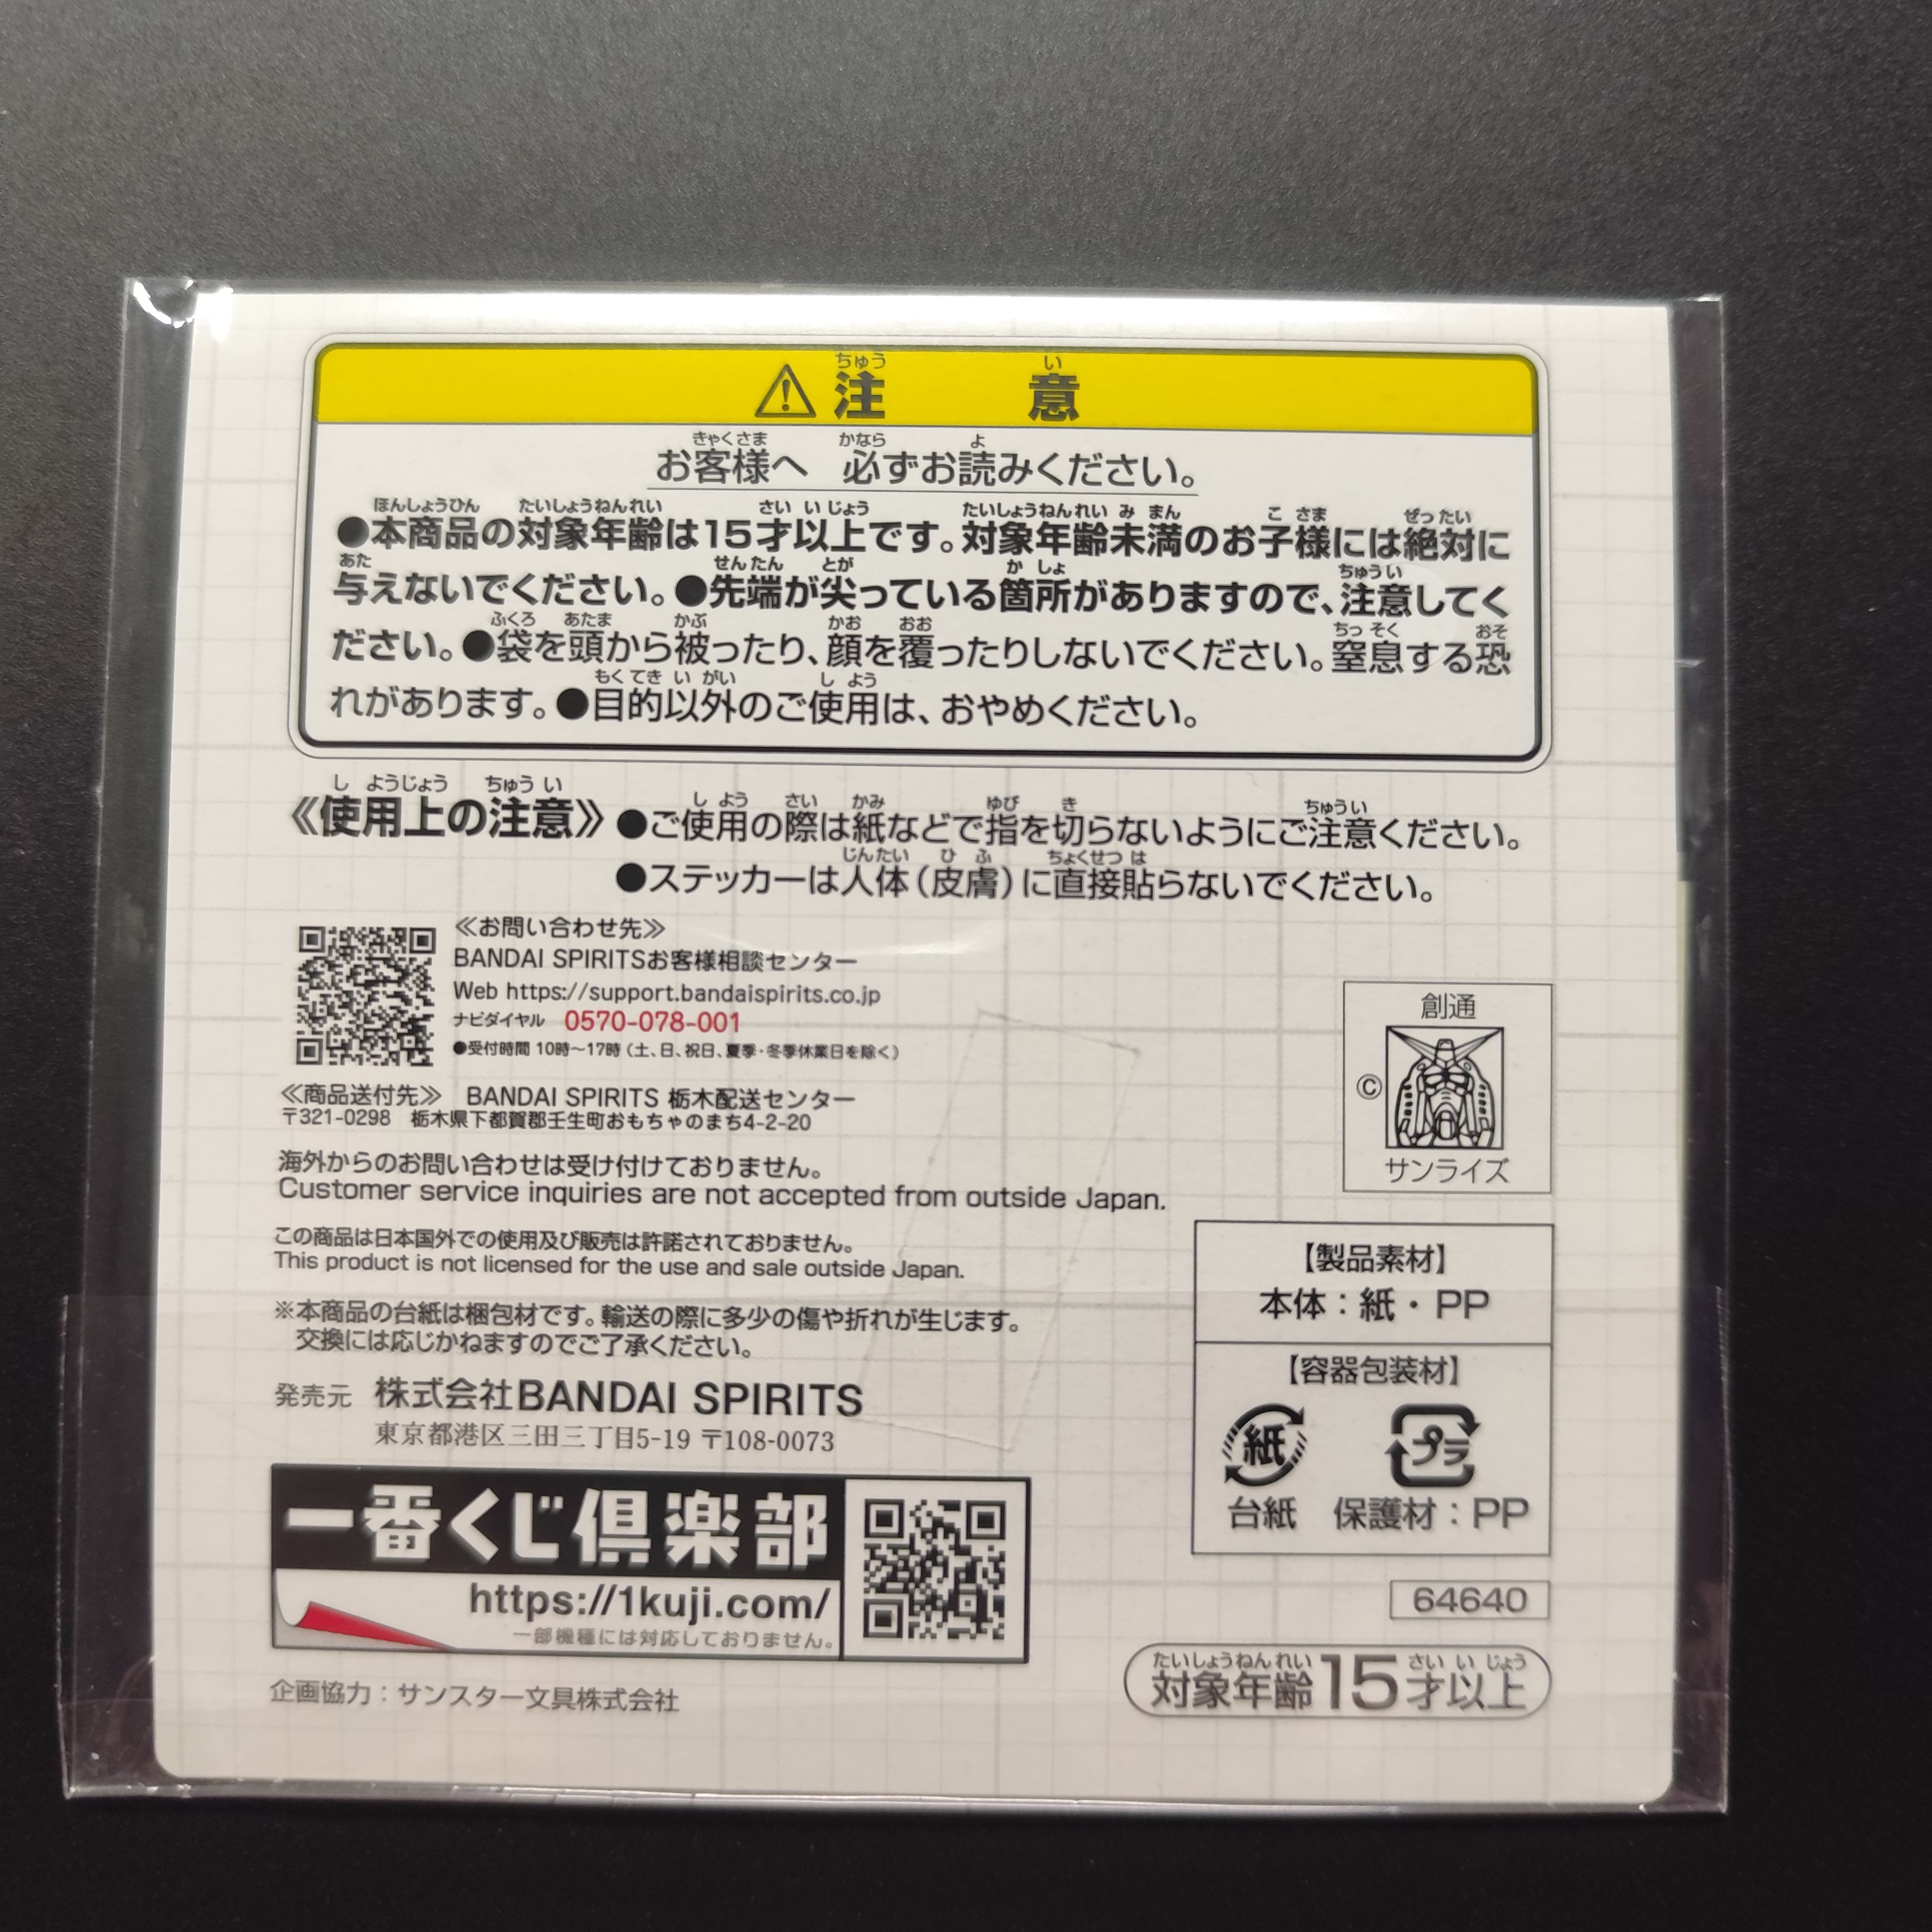 ⚠注意
お客様へ 必ずお読みください。
●本商品の対象年齢は15才以上です。対象年齢未満のお子様には絶対に
与えないでください。●先端が尖っている箇所がありますので、注意してく
ださい。●袋を頭から被ったり、顔を覆ったりしないでください。窒息する恐
れがあります。●目的以外のご使用は、おやめください。
《使用上の注意》●ご使用の際は紙などで指を切らないようにご注意ください。
●ステッカーは人体(皮膚)に直接貼らないでください。
≪お問い合わせ先≫
BANDAI SPIRITSお客様相談センター
Web https://support.bandaispirits.co.jp
ナビダイヤル 0570-078-001
●受付時間 10時〜17時(土、日、祝日、夏季・冬季休業日を除く)
≪商品送付先≫ BANDAI SPIRITS 栃木配送センター
〒321-0298 栃木県下都賀郡壬生町おもちゃのまち4-2-20
海外からのお問い合わせは受け付けておりません。
Customer service inquiries are not accepted from outside Japan.
この商品は日本国外での使用及び販売は許諾されておりません。
This product is not licensed for the use and sale outside Japan.
※本商品の台紙は梱包材です。輸送の際に多少の傷や折れが生じます。
交換には応じかねますのでご了承ください。
発売元 株式会社BANDAI SPIRITS
東京都港区三田三丁目5-19 〒108-0073
一番くじ倶楽部
https://1kuji.com/
一部機種には対応しておりません。
企画協力:サンスター文具株式会社
創通
©
サンライズ
【製品素材】
本体:紙・PP
【容器包装材】
紙 プラ
台紙 保護材:PP
64640
対象年齢15才以上